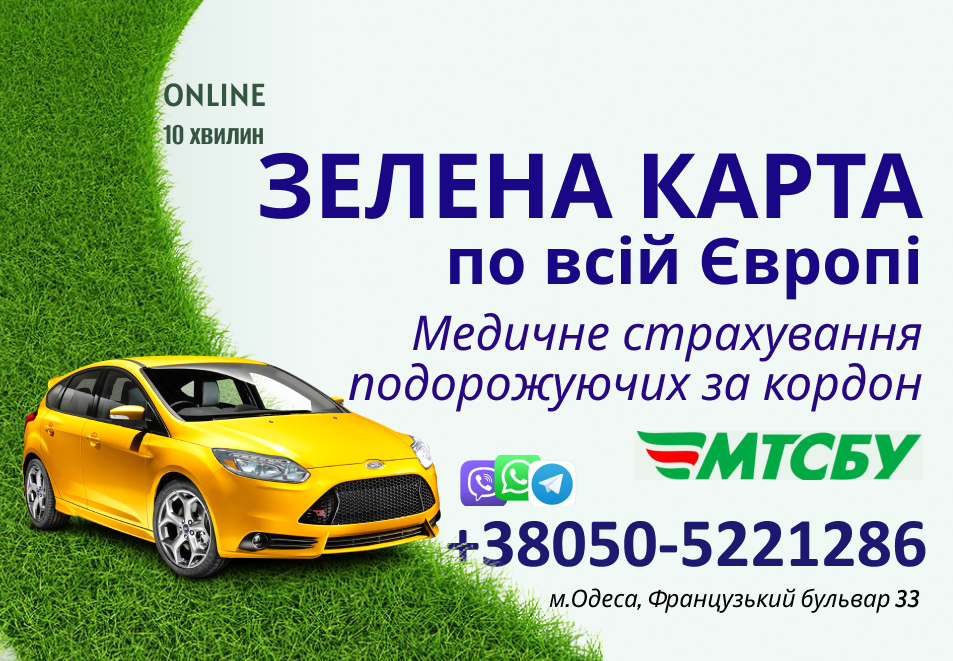 ONLINE
10 хвилин
ЗЕЛЕНА КАРТА
по всій Європі
Медичне страхування
подорожуючих за кордон
МТСБУ
+38050-5221286
м.Одеса, Французький бульвар 33